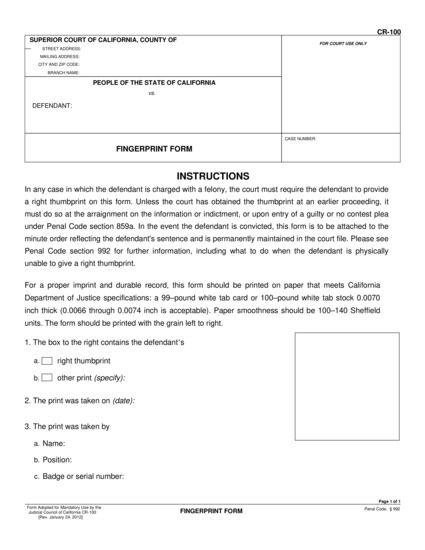 CR-100
SUPERIOR COURT OF CALIFORNIA, COUNTY OF
FOR COURT USE ONLY
STREET ADDRESS:
MAILING ADDRESS:
CITY AND ZIP CODE:
BRANCH NAME:
PEOPLE OF THE STATE OF CALIFORNIA
vs.
DEFENDANT:
CASE NUMBER:
FINGERPRINT FORM
INSTRUCTIONS
In any case in which the defendant is charged with a felony, the court must require the defendant to provide
a right thumbprint on this form. Unless the court has obtained the thumbprint at an earlier proceeding, it
must do so at the arraignment on the information or indictment, or upon entry of a guilty or no contest plea
under Penal Code section 859a. In the event the defendant is convicted, this form is to be attached to the
minute order reflecting the defendant's sentence and is permanently maintained in the court file. Please see
Penal Code section 992 for further information, including what to do when the defendant is physically
unable to give a right thumbprint.
For a proper imprint and durable record, this form should be printed on paper that meets California
Department of Justice specifications: a 99–pound white tab card or 100–pound white tab stock 0.0070
inch thick (0.0066 through 0.0074 inch is acceptable). Paper smoothness should be 100–140 Sheffield
units. The form should be printed with the grain left to right.
1. The box to the right contains the defendant's
a. right thumbprint
b. other print (specify):
2. The print was taken on (date):
3. The print was taken by
a. Name:
b. Position:
c. Badge or serial number:
Page 1 of 1
Form Adopted for Mandatory Use by the
Judicial Council of California CR-100
[Rev. January 24, 2012]
FINGERPRINT FORM
Penal Code, § 992